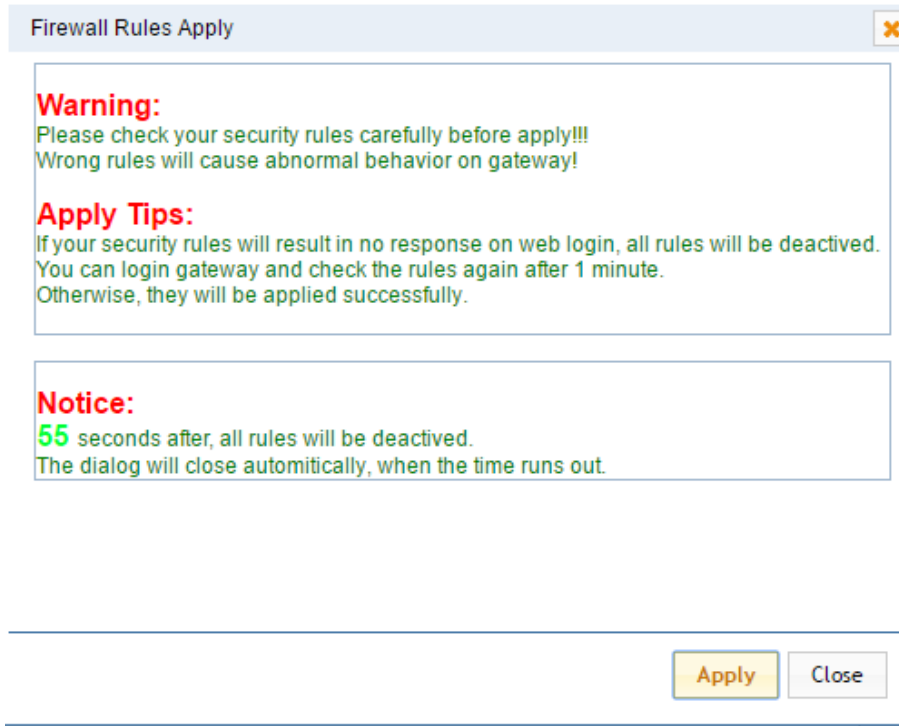 Firewall Rules Apply
Warning:
Please check your security rules carefully before apply!!!
Wrong rules will cause abnormal behavior on gateway!
Apply Tips:
If your security rules will result in no response on web login, all rules will be deactived.
You can login gateway and check the rules again after 1 minute.
Otherwise, they will be applied successfully.
Notice:
55 seconds after, all rules will be deactived.
The dialog will close automitically, when the time runs out.
Apply Close